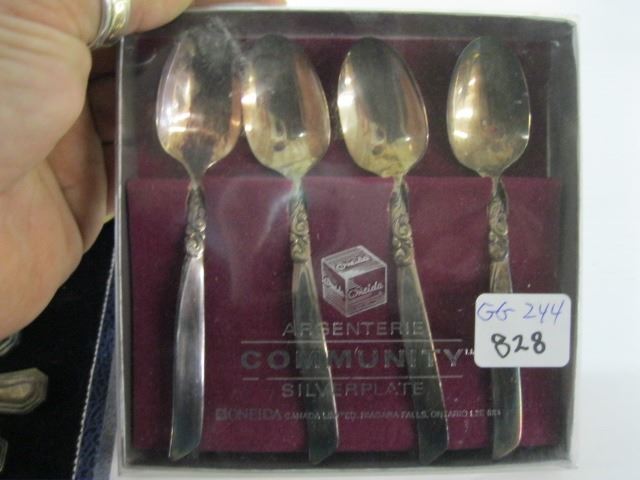 Oneida
ARGENTERIE
COMMUNITY
SILVERPLATE
ONEIDA CANADA LIMITED, NIAGARA FALLS, ONTARIO
GG 244
828